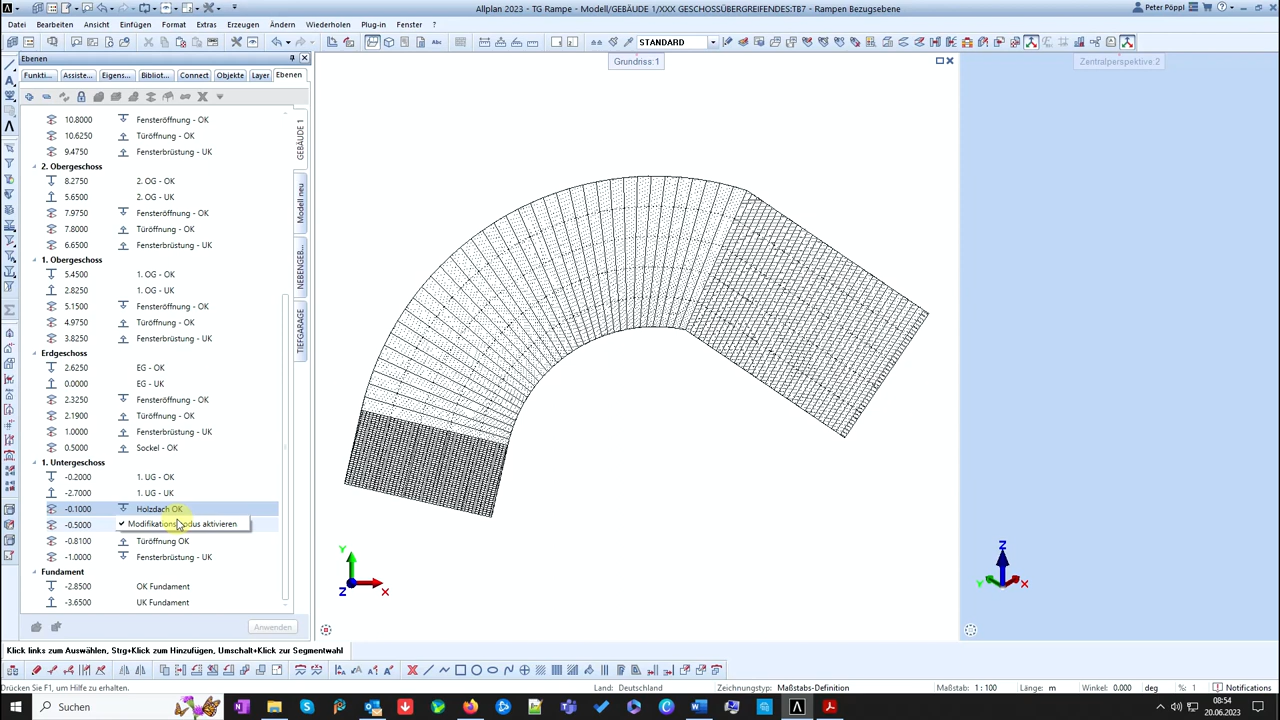 Allplan 2023 - TG Rampe - Modell/GEBÄUDE 1/XXX GESCHOSSÜBERGREIFENDES:TB7 - Rampen Bezugsebene
Peter Pöppl
Datei Bearbeiten Ansicht Einfügen Format Extras Erzeugen Ändern Wiederholen Plug-in Fenster
STANDARD
Ebenen
Grundriss:1
Zentralperspektive:2
Funkti... Assiste... Eigens... Bibliot... Connect Objekte Layer Ebenen
10.8000 Fensteröffnung - OK
10.6250 Türöffnung - OK
9.4750 Fensterbrüstung - UK
2. Obergeschoss
8.2750 2. OG - OK
5.6500 2. OG - UK
7.9750 Fensteröffnung - OK
7.8000 Türöffnung - OK
6.6500 Fensterbrüstung - UK
1. Obergeschoss
5.4500 1. OG - OK
2.8250 1. OG - UK
5.1500 Fensteröffnung - OK
4.9750 Türöffnung - OK
3.8250 Fensterbrüstung - UK
Erdgeschoss
2.6250 EG - OK
0.0000 EG - UK
2.3250 Fensteröffnung - OK
2.1900 Türöffnung - OK
1.0000 Fensterbrüstung - UK
0.5000 Sockel - OK
1. Untergeschoss
-0.2000 1. UG - OK
-2.7000 1. UG - UK
-0.1000 Holzdach OK
-0.5000
Modifikationsmodus aktivieren
-0.8100 Türöffnung OK
-1.0000 Fensterbrüstung - UK
Fundament
-2.8500 OK Fundament
-3.6500 UK Fundament
GEBÄUDE 1
Modell neu
NEBENGEB...
TIEFGARAGE
Anwenden
Y
X
Z
Z
Y
X
Klick links zum Auswählen, Strg+Klick zum Hinzufügen, Umschalt+Klick zur Segmentwahl
Drücken Sie F1, um Hilfe zu erhalten.
Land: Deutschland
Zeichnungstyp: Maßstabs-Definition
Maßstab: 1 : 100
Länge: m
Winkel: 0.000
deg
%: 1
Notifications
Suchen
08:54
20.06.2023